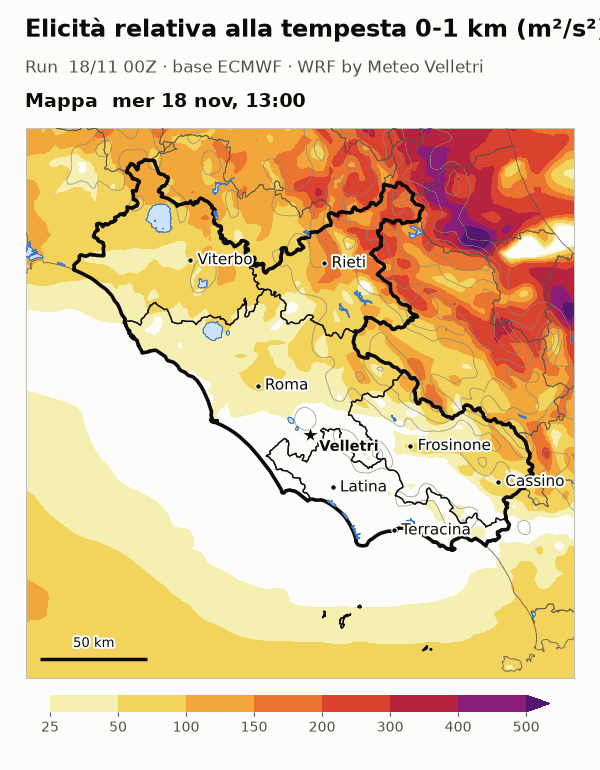 Elicità relativa alla tempesta 0-1 km (m²/s²)
Run  18/11 00Z · base ECMWF · WRF by Meteo Velletri
Mappa  mer 18 nov, 13:00
Viterbo
Rieti
Roma
Velletri
Frosinone
Cassino
Latina
Terracina
50 km
25 50 100 150 200 300 400 500